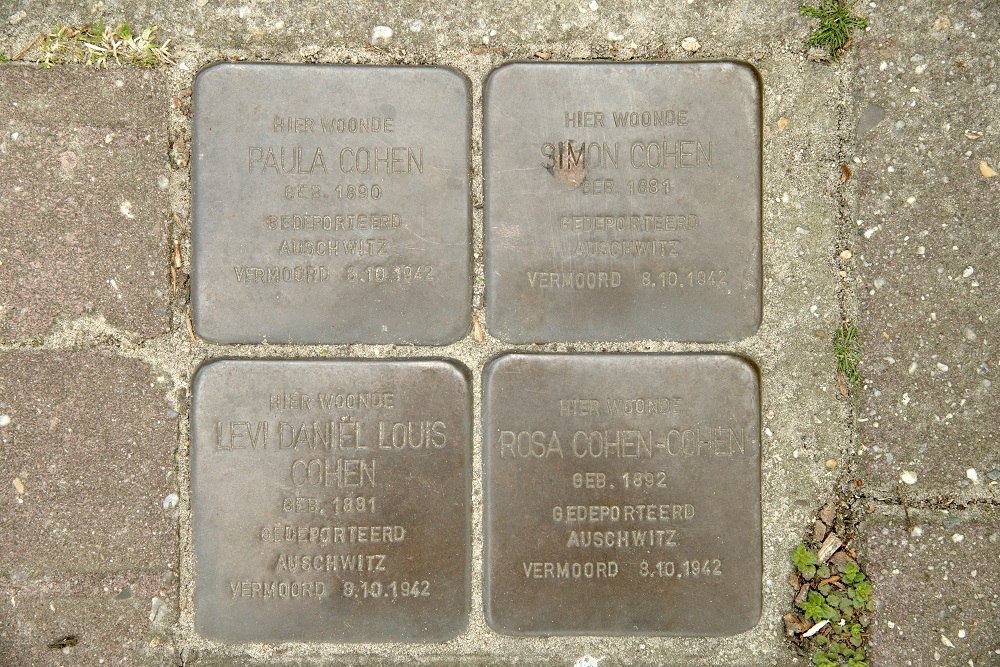 HIER WOONDE
PAULA COHEN
GEB. 1890
GEDEPORTEERD
AUSCHWITZ
VERMOORD 8.10.1942
HIER WOONDE
SIMON COHEN
GEB. 1881
GEDEPORTEERD
AUSCHWITZ
VERMOORD 8.10.1942
HIER WOONDE
LEVI DANIËL LOUIS
COHEN
GEB. 1881
GEDEPORTEERD
AUSCHWITZ
VERMOORD 8.10.1942
HIER WOONDE
ROSA COHEN-COHEN
GEB. 1892
GEDEPORTEERD
AUSCHWITZ
VERMOORD 8.10.1942